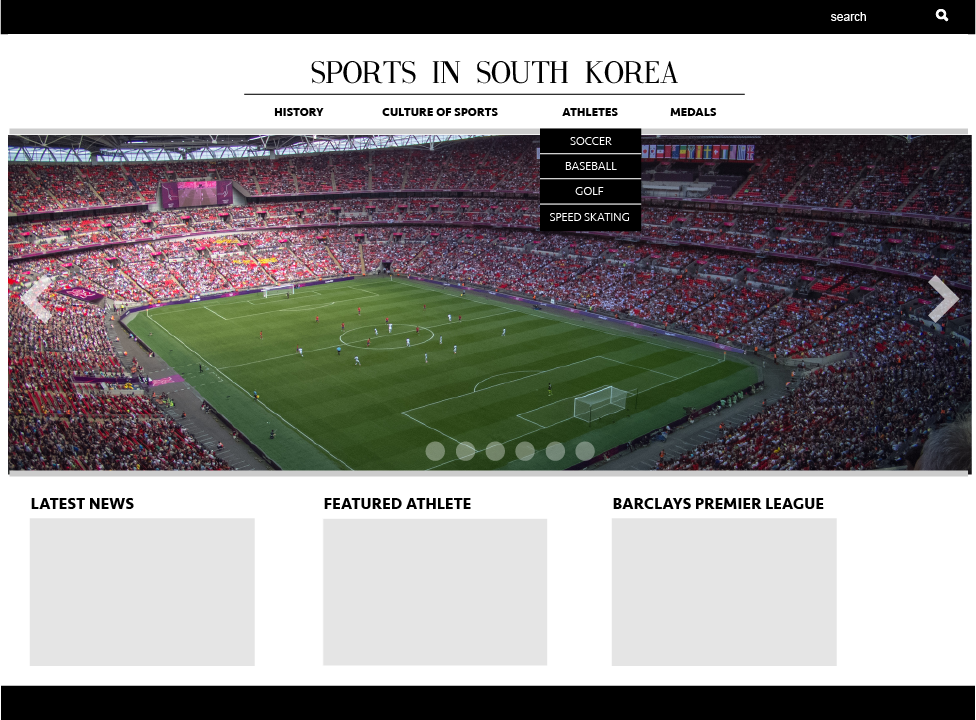 search
SPORTS IN SOUTH KOREA
HISTORY CULTURE OF SPORTS ATHLETES MEDALS
SOCCER
BASEBALL
GOLF
SPEED SKATING
LATEST NEWS FEATURED ATHLETE BARCLAYS PREMIER LEAGUE